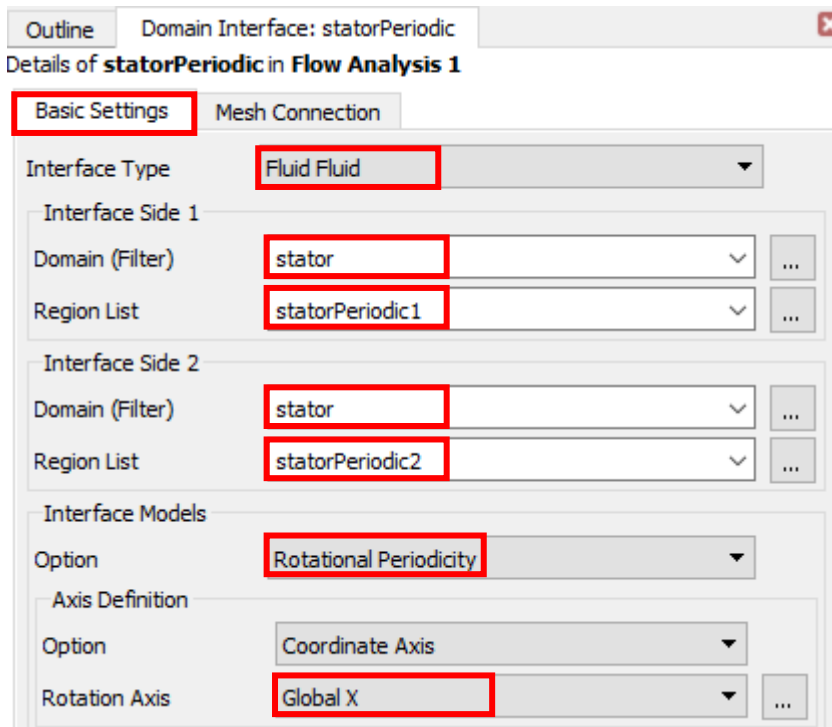 Outline Domain Interface: statorPeriodic
Details of statorPeriodic in Flow Analysis 1
Basic Settings Mesh Connection
Interface Type Fluid Fluid
Interface Side 1
Domain (Filter) stator ...
Region List statorPeriodic1 ...
Interface Side 2
Domain (Filter) stator ...
Region List statorPeriodic2 ...
Interface Models
Option Rotational Periodicity
Axis Definition
Option Coordinate Axis
Rotation Axis Global X ...